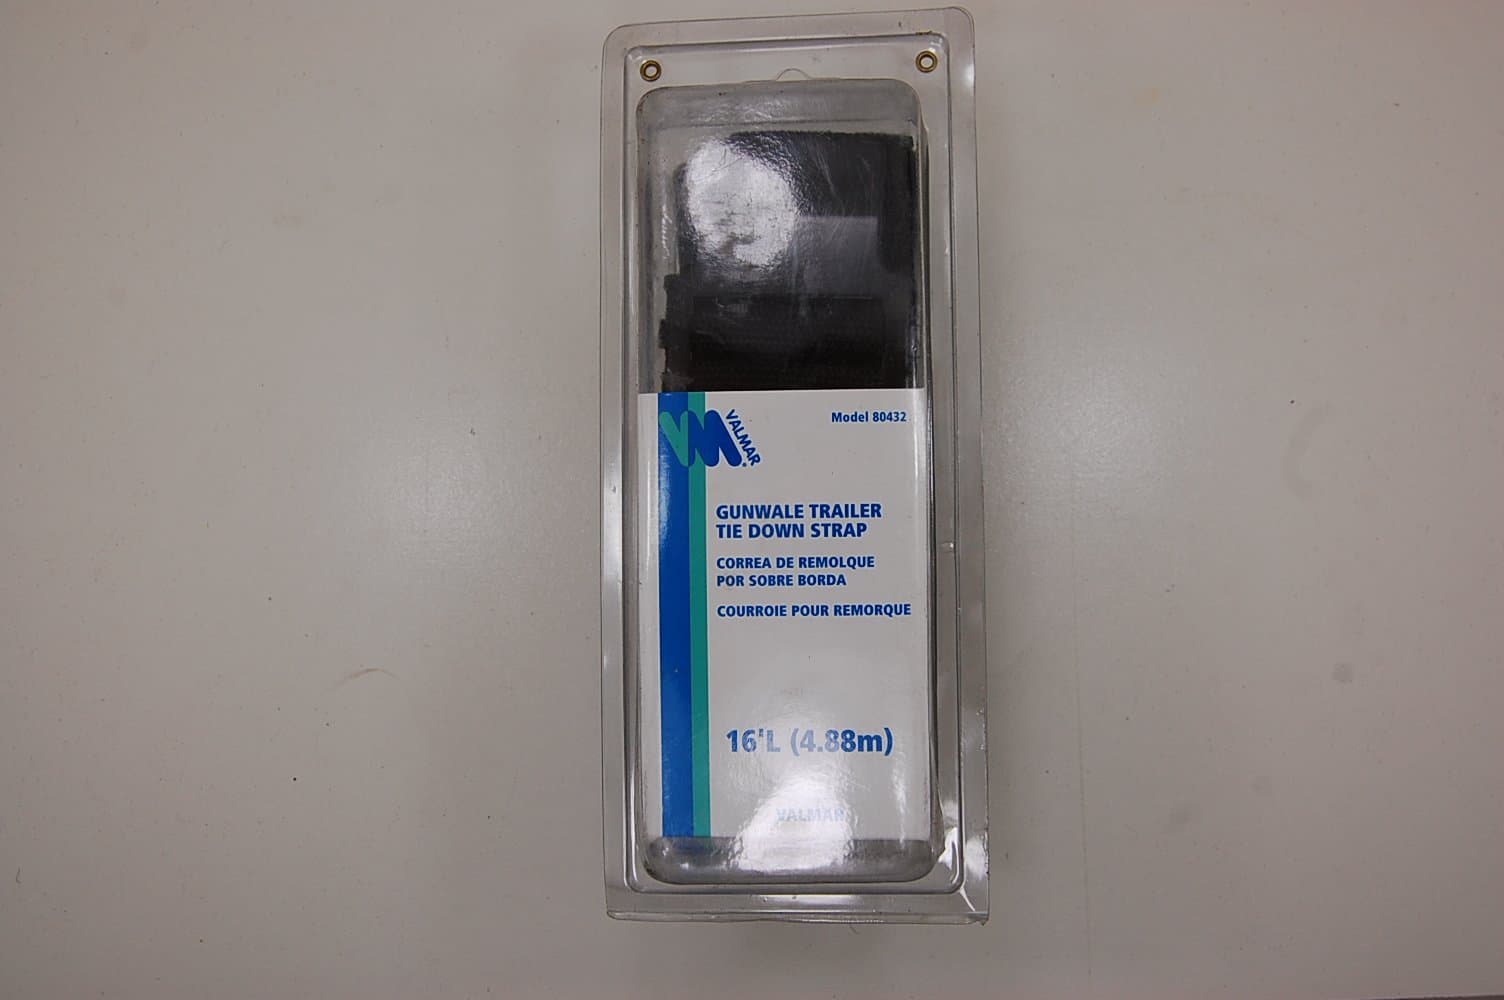 VM VALMAR®
Model 80432
GUNWALE TRAILER
TIE DOWN STRAP
CORREA DE REMOLQUE
POR SOBRE BORDA
COURROIE POUR REMORQUE
16'L (4.88m)
VALMAR